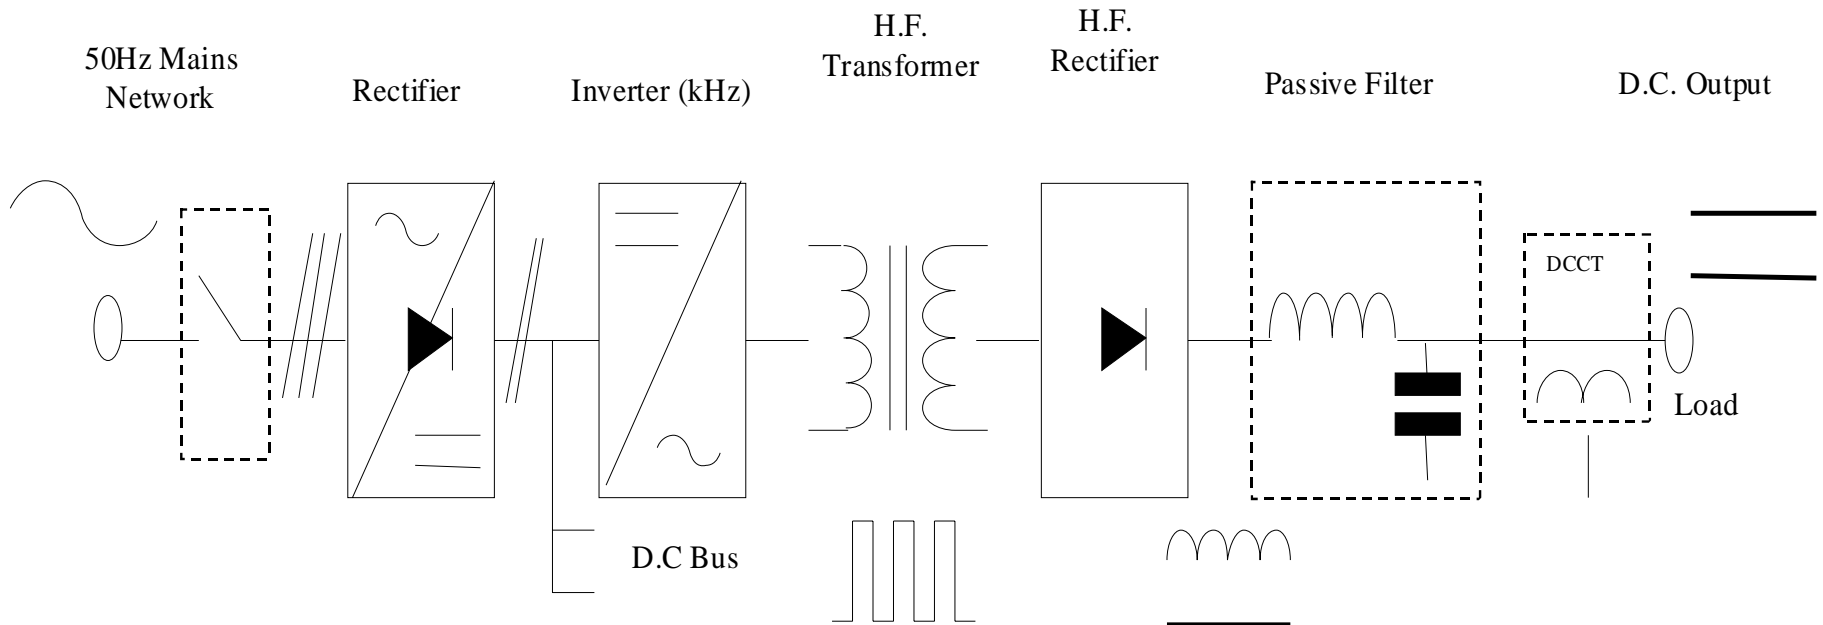 50Hz Mains
Network
Rectifier
Inverter (kHz)
H.F.
Transformer
H.F.
Rectifier
Passive Filter
D.C. Output
DCCT
Load
D.C Bus